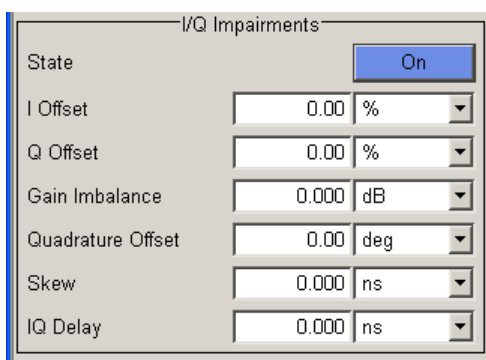 I/Q Impairments
State On
I Offset 0.00 %
Q Offset 0.00 %
Gain Imbalance 0.000 dB
Quadrature Offset 0.00 deg
Skew 0.000 ns
IQ Delay 0.000 ns